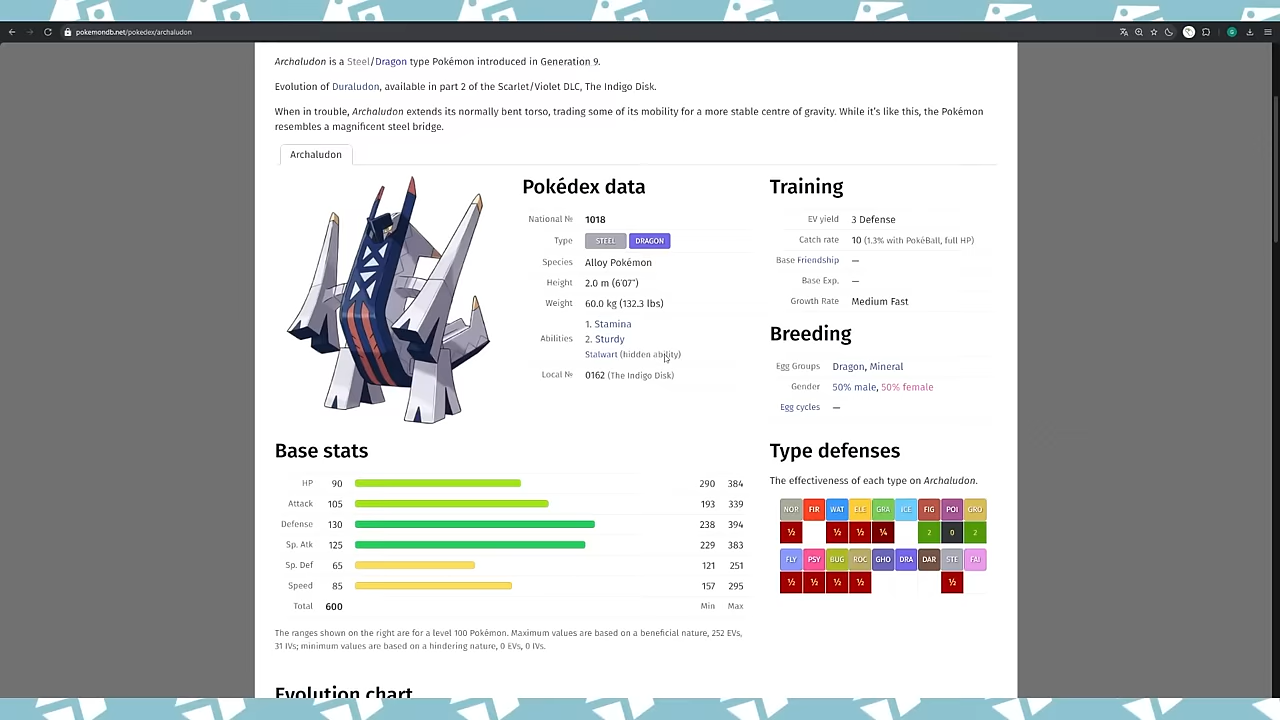 pokemondb.net/pokedex/archaludon
Archaludon is a Steel/Dragon type Pokémon introduced in Generation 9.
Evolution of Duraludon, available in part 2 of the Scarlet/Violet DLC, The Indigo Disk.
When in trouble, Archaludon extends its normally bent torso, trading some of its mobility for a more stable centre of gravity. While it's like this, the Pokémon
resembles a magnificent steel bridge.
Archaludon
Pokédex data
National № 1018
Type STEEL DRAGON
Species Alloy Pokémon
Height 2.0 m (6'07")
Weight 60.0 kg (132.3 lbs)
Abilities 1. Stamina
2. Sturdy
Stalwart (hidden ability)
Local № 0162 (The Indigo Disk)
Training
EV yield 3 Defense
Catch rate 10 (1.3% with PokéBall, full HP)
Base Friendship —
Base Exp. —
Growth Rate Medium Fast
Breeding
Egg Groups Dragon, Mineral
Gender 50% male, 50% female
Egg cycles —
Base stats
HP 90 290 384
Attack 105 193 339
Defense 130 238 394
Sp. Atk 125 229 383
Sp. Def 65 121 251
Speed 85 157 295
Total 600 Min Max
The ranges shown on the right are for a level 100 Pokémon. Maximum values are based on a beneficial nature, 252 EVs,
31 IVs; minimum values are based on a hindering nature, 0 EVs, 0 IVs.
Type defenses
The effectiveness of each type on Archaludon.
NOR FIR WAT ELE GRA ICE FIG POI GRO
½ ½ ½ ¼ 2 0 2
FLY PSY BUG ROC GHO DRA DAR STE FAI
½ ½ ½ ½ ½
Evolution chart